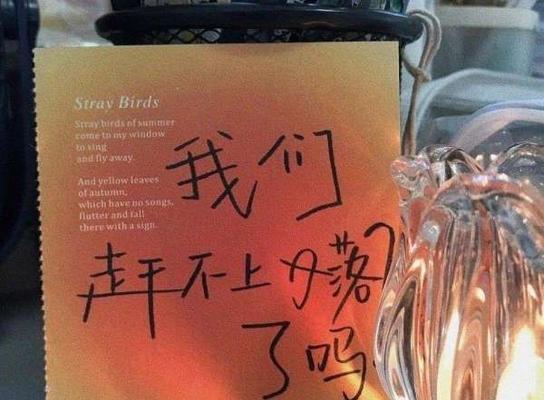 Stray Birds
Stray birds of summer
come to my window
to sing
and fly away.
And yellow leaves
of autumn,
which have no songs,
flutter and fall
there with a sign.
我们
赶不上夕落
了吗